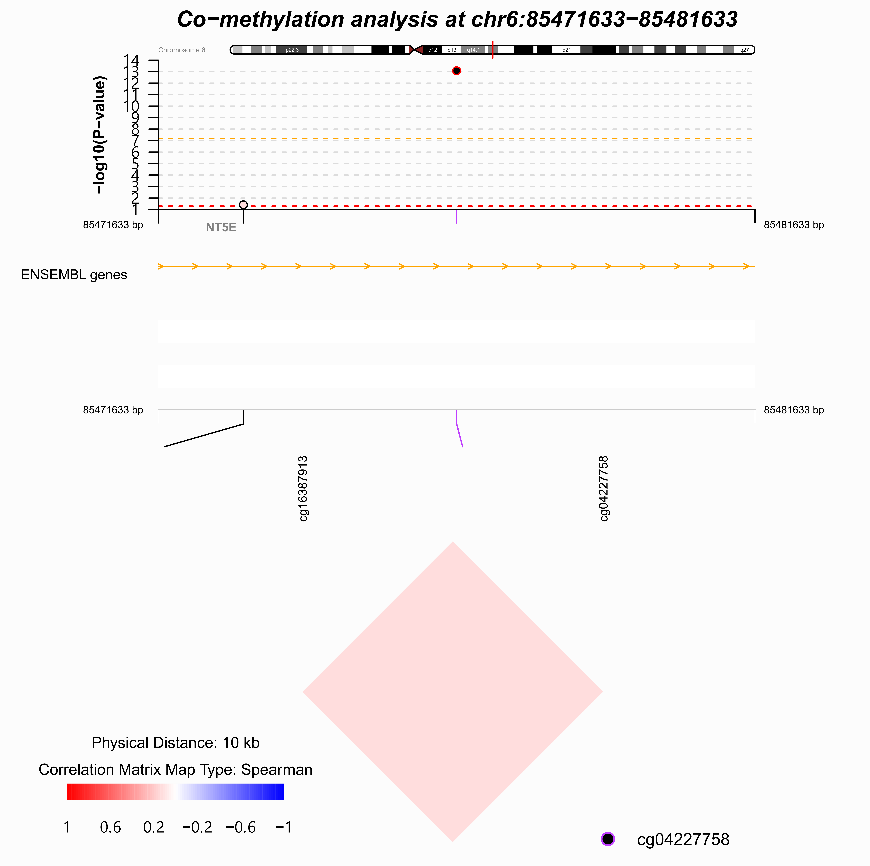 Co−methylation analysis at chr6:85471633−85481633
Chromosome 6
−log10(P−value)
14
13
12
11
10
9
8
7
6
5
4
3
2
1
85471633 bp
NT5E
85481633 bp
ENSEMBL genes
85471633 bp
85481633 bp
cg16387913
cg04227758
Physical Distance: 10 kb
Correlation Matrix Map Type: Spearman
1 0.6 0.2 −0.2 −0.6 −1
cg04227758